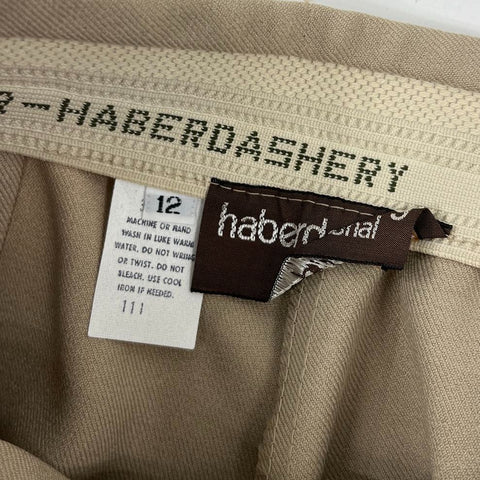 R-HABERDASHERY
12
MACHINE OR HAND
WASH IN LUKE WARM
WATER. DO NOT WRING
OR TWIST. DO NOT
BLEACH. USE COOL
IRON IF NEEDED.
111
haberd